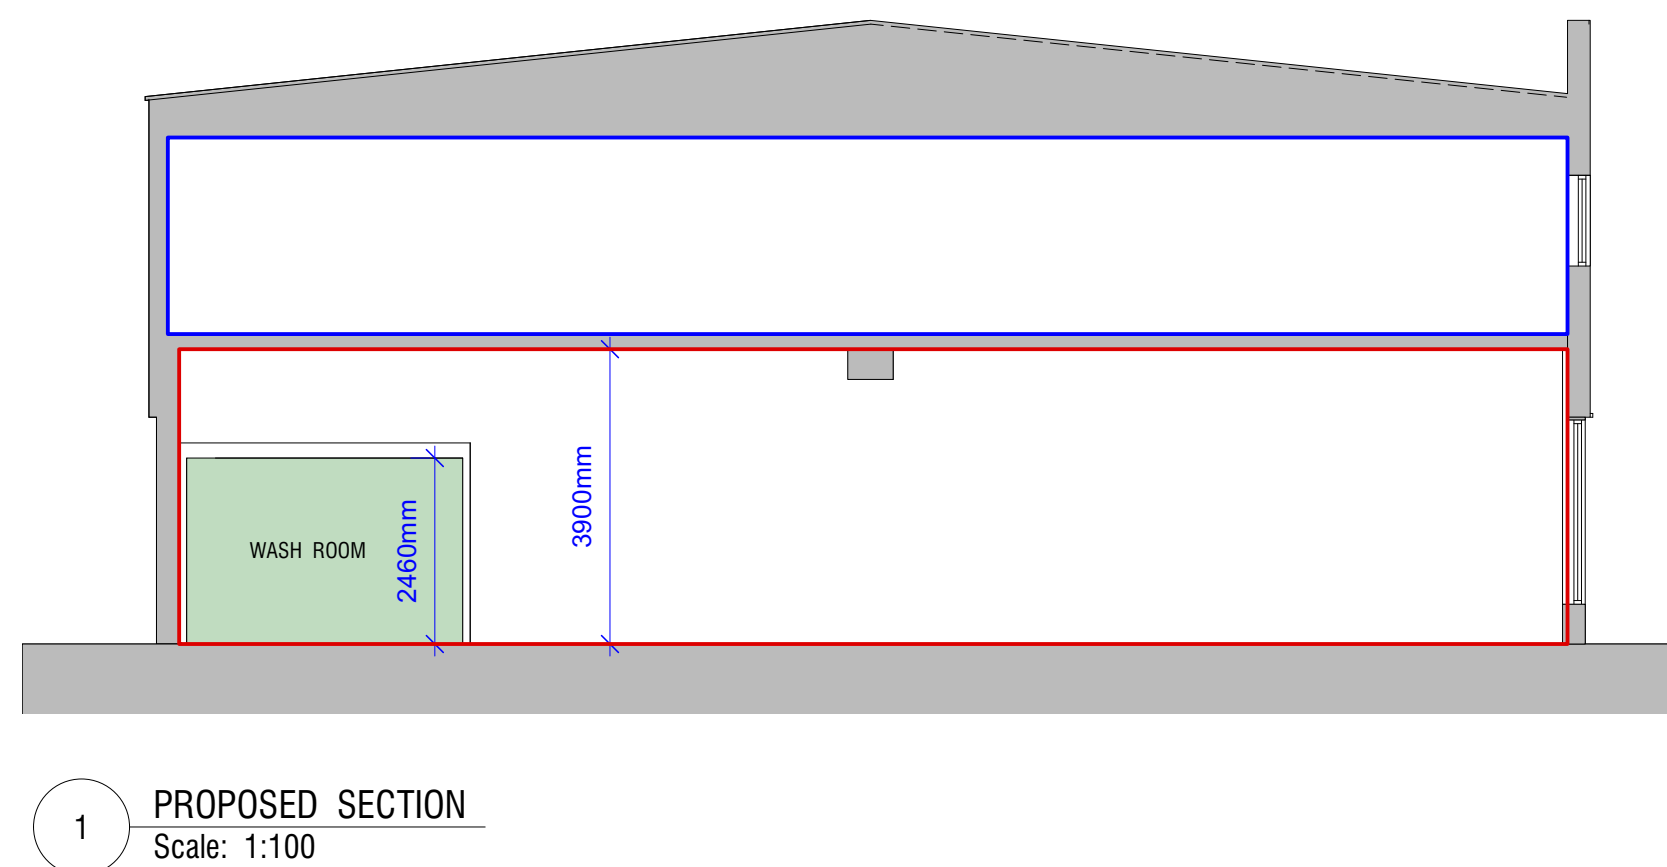 3900mm
2460mm
WASH ROOM
1
PROPOSED SECTION
Scale: 1:100